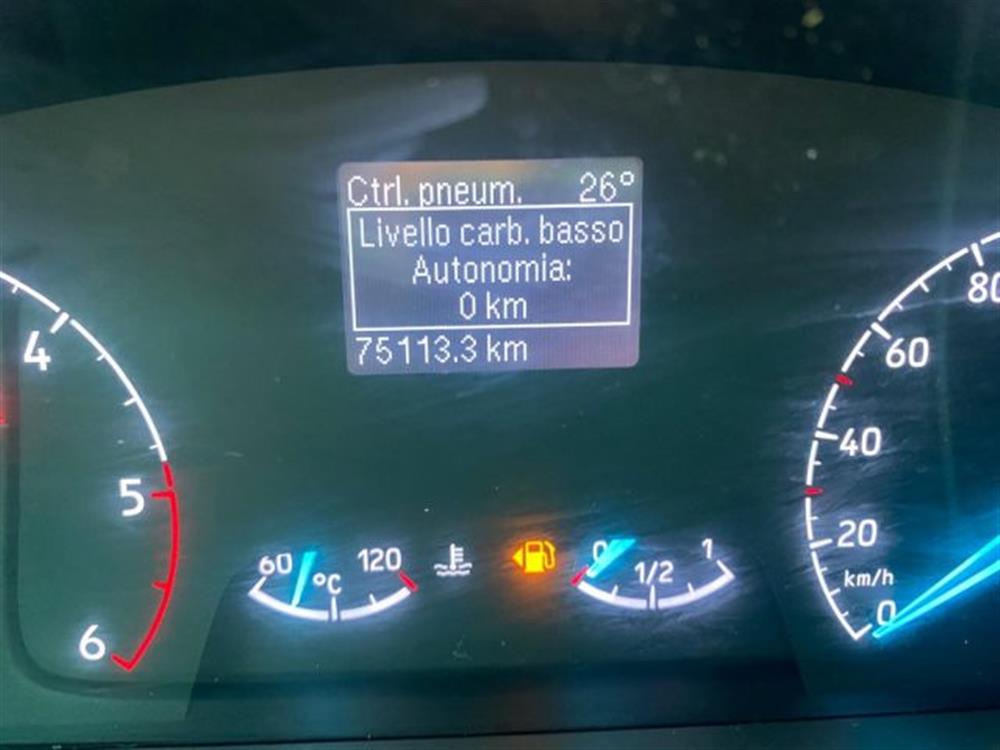 Ctrl. pneum. 26°
Livello carb. basso
Autonomia:
0 km
75113.3 km
4
5
6
60 120
°C
0 1/2 1
80
60
40
20
km/h
0